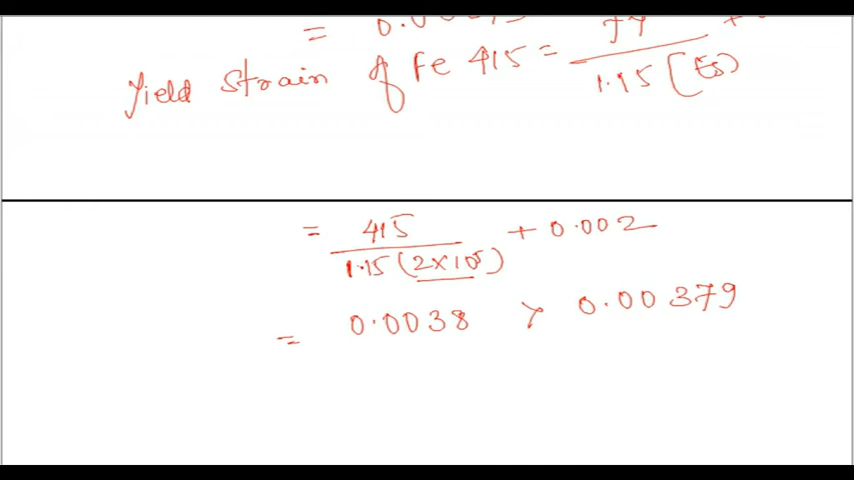 =
Yield Strain of Fe 415 = / 1.15 (Es) +
= 415 / 1.15 (2×10⁵) + 0.002
= 0.0038 > 0.00379